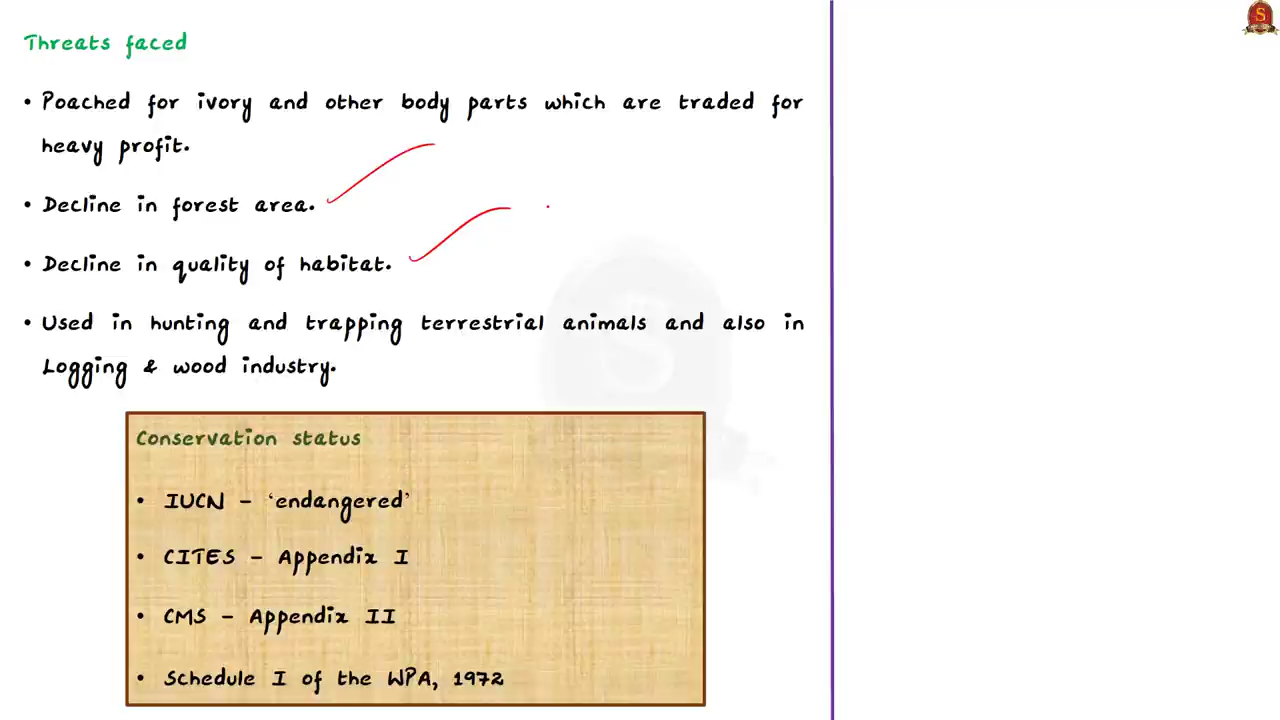 Threats faced
• Poached for ivory and other body parts which are traded for
heavy profit.
• Decline in forest area.
• Decline in quality of habitat.
• Used in hunting and trapping terrestrial animals and also in
Logging & wood industry.
Conservation status
• IUCN – ‘endangered’
• CITES – Appendix I
• CMS – Appendix II
• Schedule I of the WPA, 1972
S
S